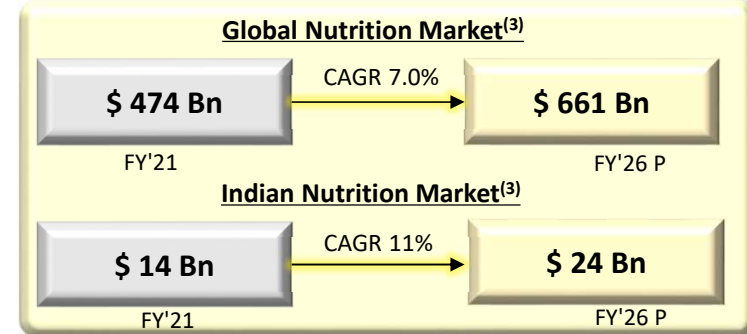 Global Nutrition Market(3)
$ 474 Bn
CAGR 7.0%
$ 661 Bn
FY'21
FY'26 P
Indian Nutrition Market(3)
$ 14 Bn
CAGR 11%
$ 24 Bn
FY'21
FY'26 P